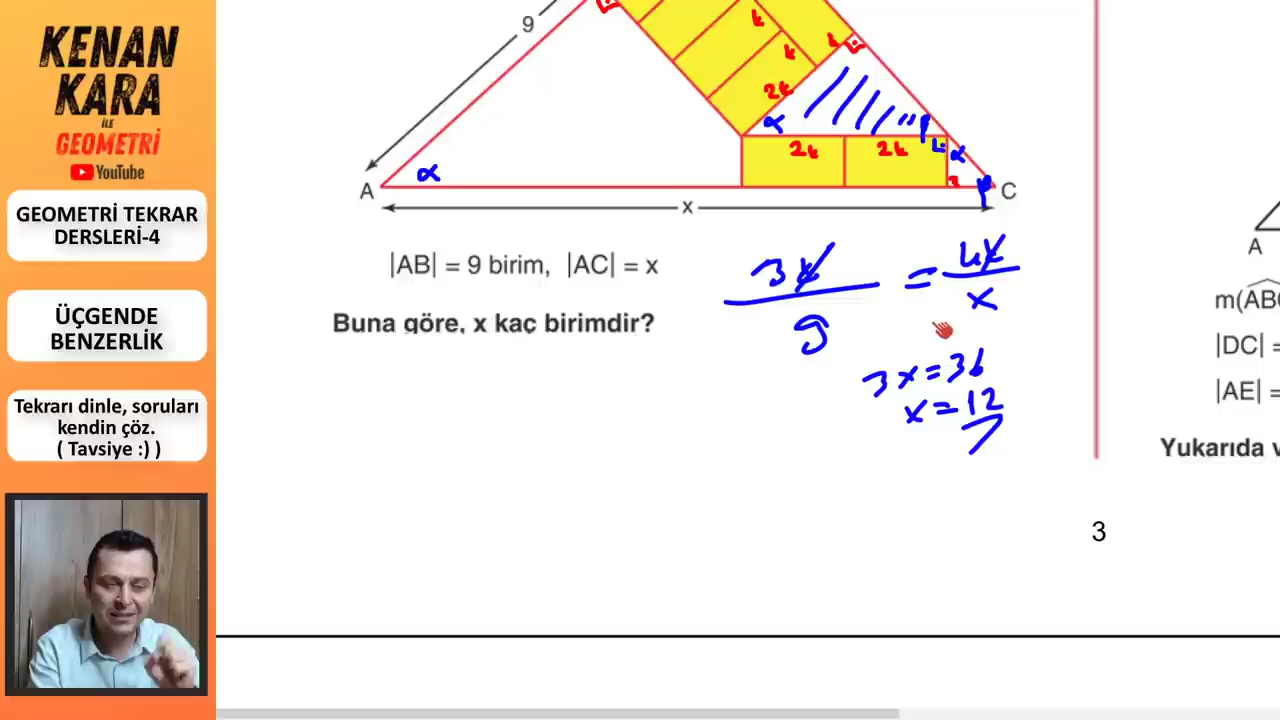 KENAN
KARA
İLE
GEOMETRİ
YouTube
GEOMETRİ TEKRAR
DERSLERİ-4
ÜÇGENDE
BENZERLİK
Tekrarı dinle, soruları
kendin çöz.
( Tavsiye :) )
9
k
k
k
2k
α
2k
2k
k
α
α
A
C
x
|AB| = 9 birim, |AC| = x
Buna göre, x kaç birimdir?
3k/9 = 4k/x
3x=36
x=12
A
m(ABC
|DC| =
|AE| =
Yukarıda v
3